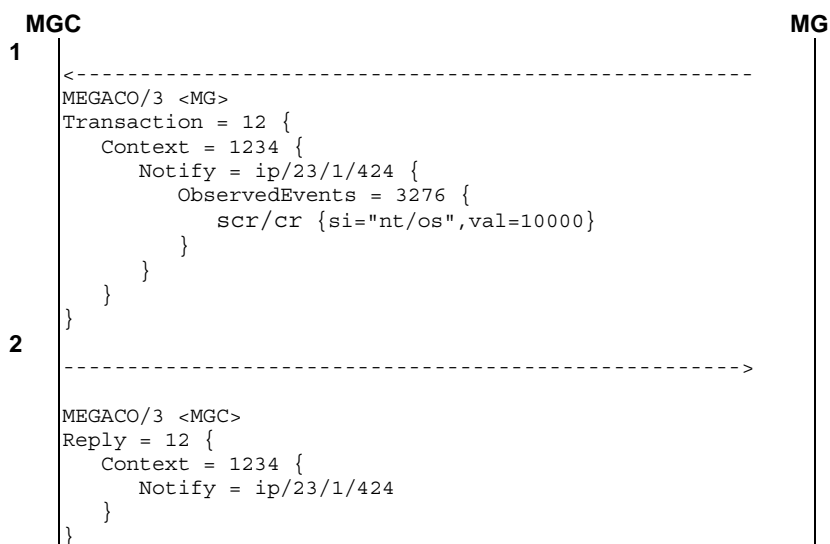 MGC MG
1
<-----------------------------------------------------
MEGACO/3 <MG>
Transaction = 12 {
   Context = 1234 {
      Notify = ip/23/1/424 {
         ObservedEvents = 3276 {
            scr/cr {si="nt/os",val=10000}
         }
      }
   }
}
2
----------------------------------------------------->
MEGACO/3 <MGC>
Reply = 12 {
   Context = 1234 {
      Notify = ip/23/1/424
   }
}